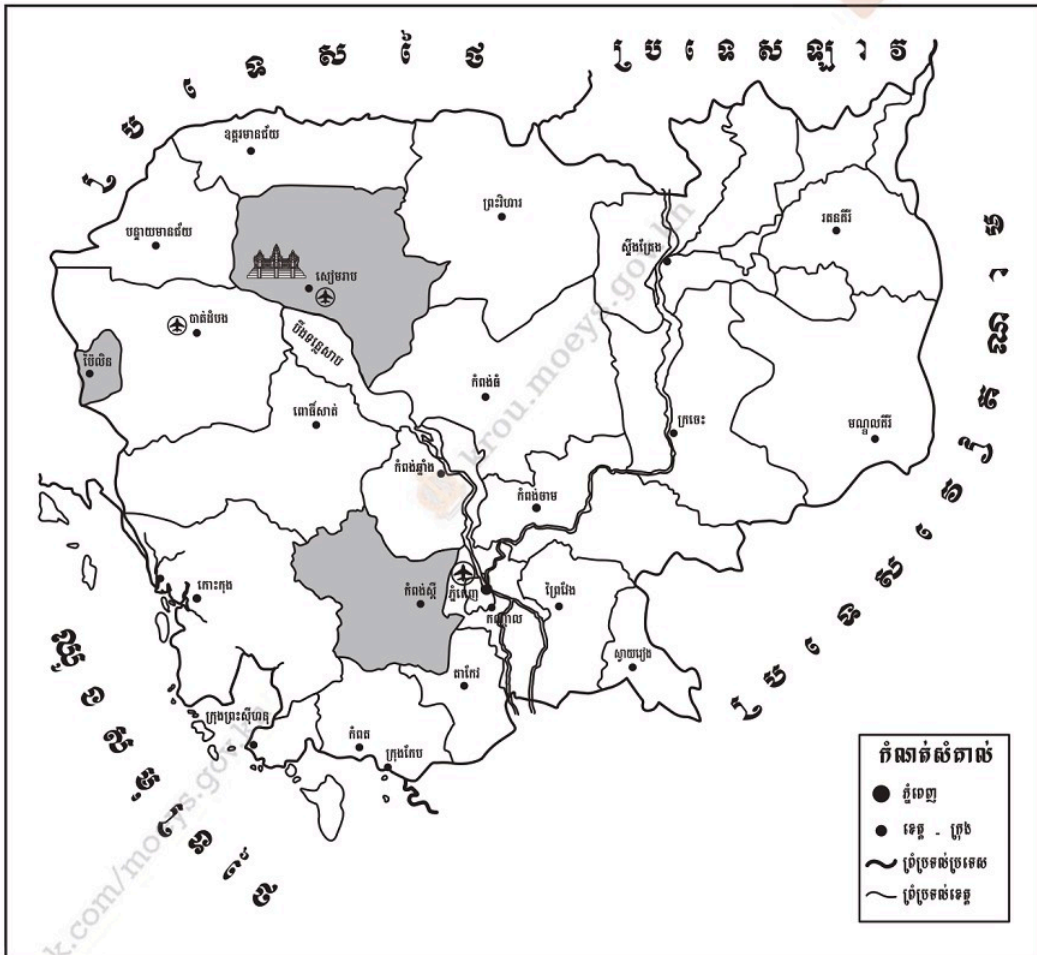 ប្រទេសថៃ
ប្រទេសឡាវ
ឧត្តរមានជ័យ
ព្រះវិហារ
រតនគីរី
បន្ទាយមានជ័យ
ស្ទឹងត្រែង
សៀមរាប
បាត់ដំបង
បឹងទន្លេសាប
ប៉ៃលិន
កំពង់ធំ
ពោធិ៍សាត់
ក្រចេះ
មណ្ឌលគីរី
កំពង់ឆ្នាំង
កំពង់ចាម
កោះកុង
កំពង់ស្ពឺ
ភ្នំពេញ
ព្រៃវែង
កណ្តាល
ស្វាយរៀង
តាកែវ
ក្រុងព្រះសីហនុ
កំពត
ក្រុងកែប
ប្រទេសវៀតណាម
កំណត់សំគាល់
ភ្នំពេញ
ខេត្ត - ក្រុង
ព្រំប្រទល់ប្រទេស
ព្រំប្រទល់ខេត្ត
krou.moeys.gov.kh
k.com/moeys.gov.kh